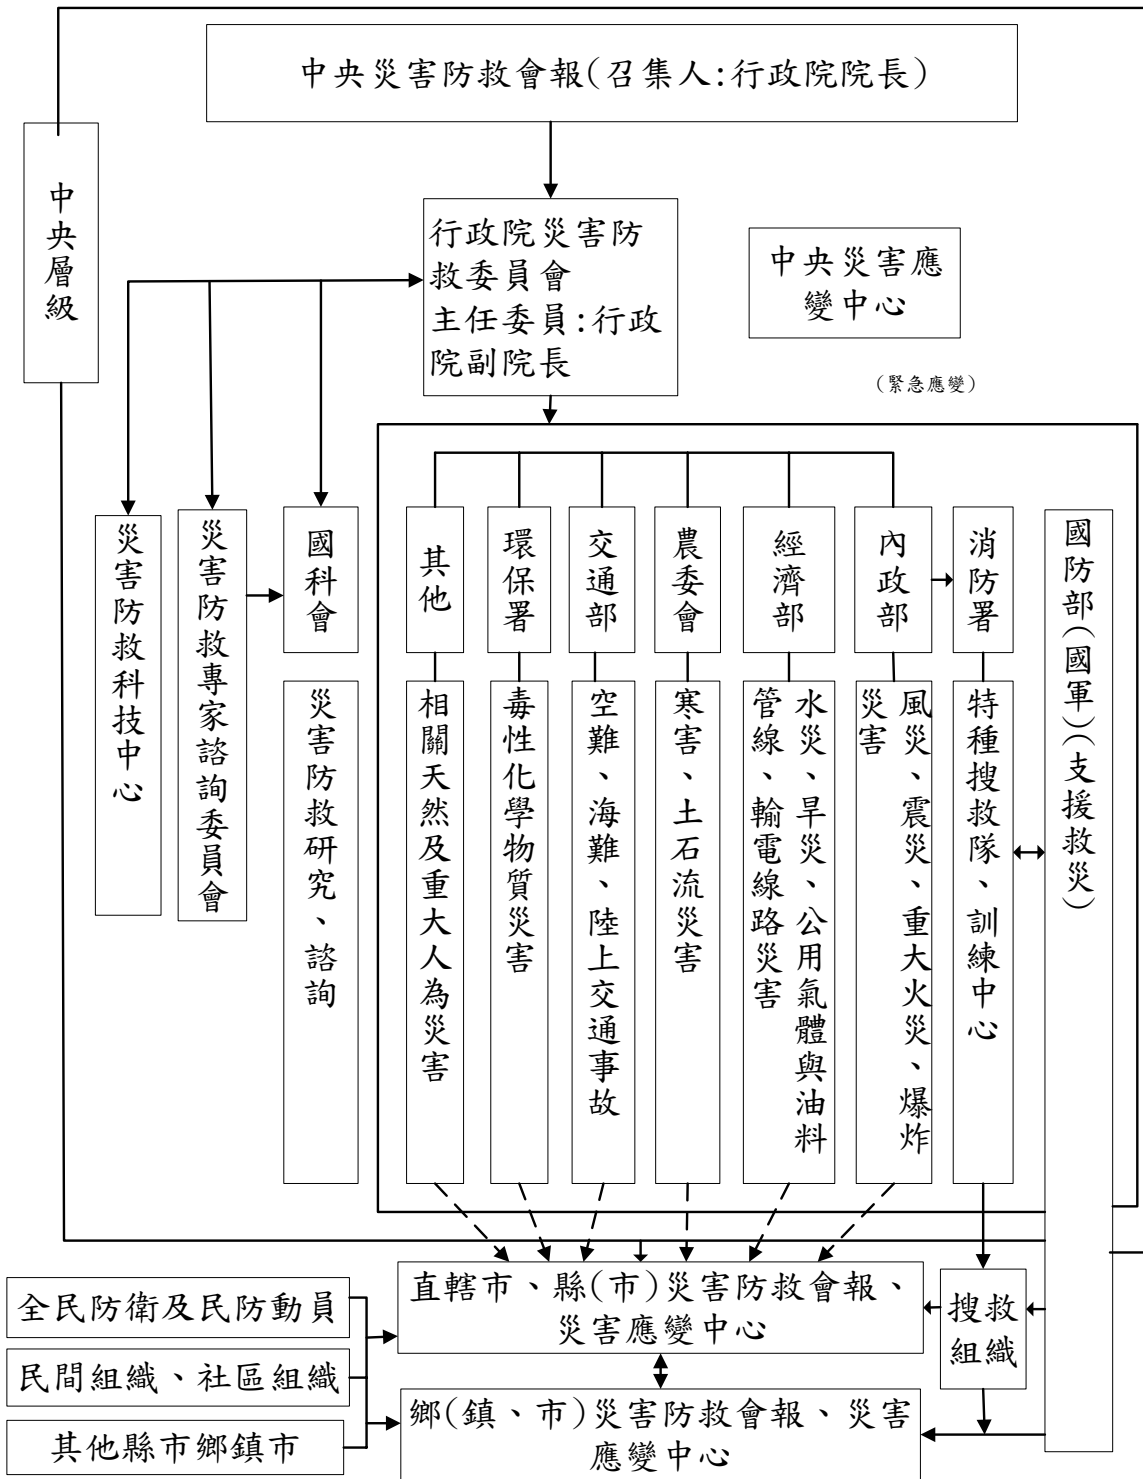 中央災害防救會報(召集人:行政院院長)
中央層級
行政院災害防
救委員會
主任委員:行政
院副院長
中央災害應
變中心
(緊急應變)
災害防救科技中心
災害防救專家諮詢委員會
國科會
災害防救研究、諮詢
其他
相關天然及重大人為災害
環保署
毒性化學物質災害
交通部
空難、海難、陸上交通事故
農委會
寒害、土石流災害
經濟部
水災、旱災、公用氣體與油料
管線、輸電線路災害
內政部
風災、震災、重大火災、爆炸
災害
消防署
特種搜救隊、訓練中心
國防部(國軍)(支援救災)
直轄市、縣(市)災害防救會報、
災害應變中心
搜救
組織
全民防衛及民防動員
民間組織、社區組織
其他縣市鄉鎮市
鄉(鎮、市)災害防救會報、災害
應變中心